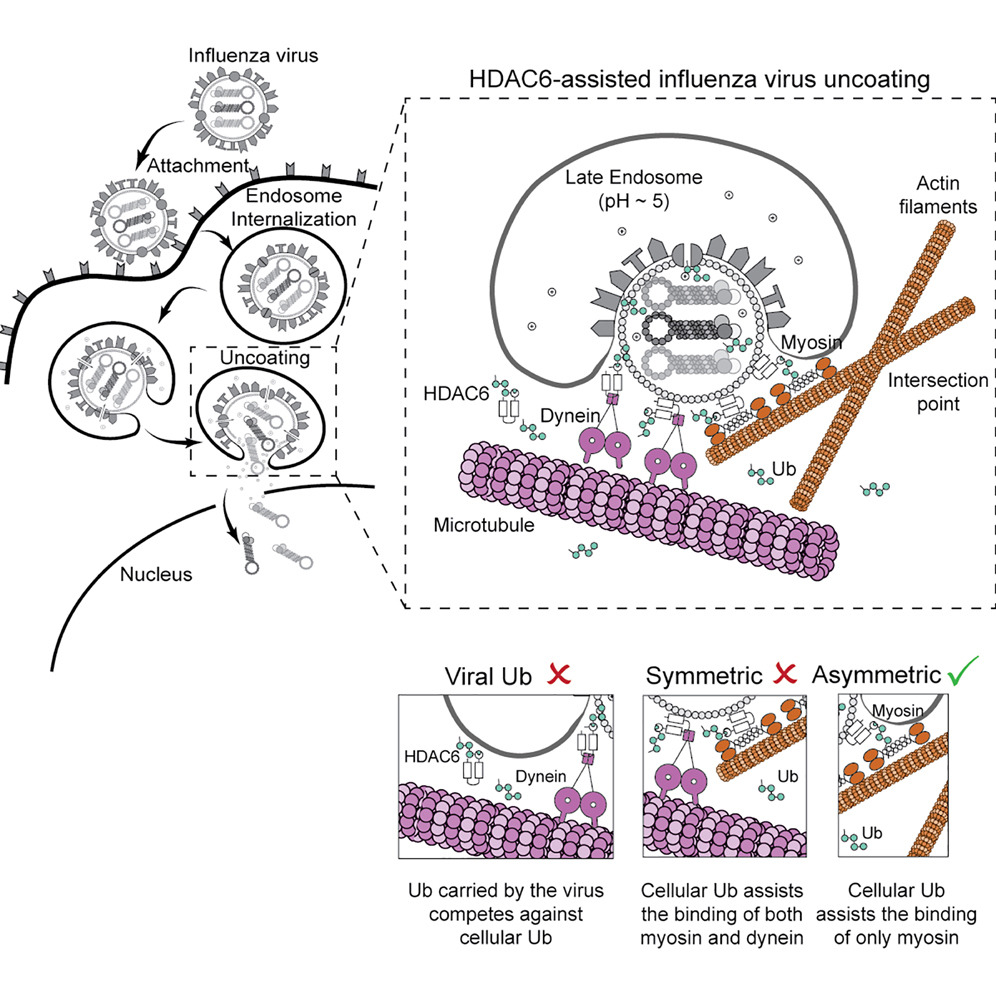 Influenza virus
Attachment
Endosome
Internalization
Uncoating
Nucleus
HDAC6-assisted influenza virus uncoating
Late Endosome
(pH ~ 5)
Actin
filaments
Myosin
Intersection
point
HDAC6
Dynein
Ub
Microtubule
Viral Ub ✗
HDAC6
Dynein
Ub carried by the virus
competes against
cellular Ub
Symmetric ✗
Ub
Cellular Ub assists
the binding of both
myosin and dynein
Asymmetric ✓
Myosin
Ub
Cellular Ub
assists the binding
of only myosin